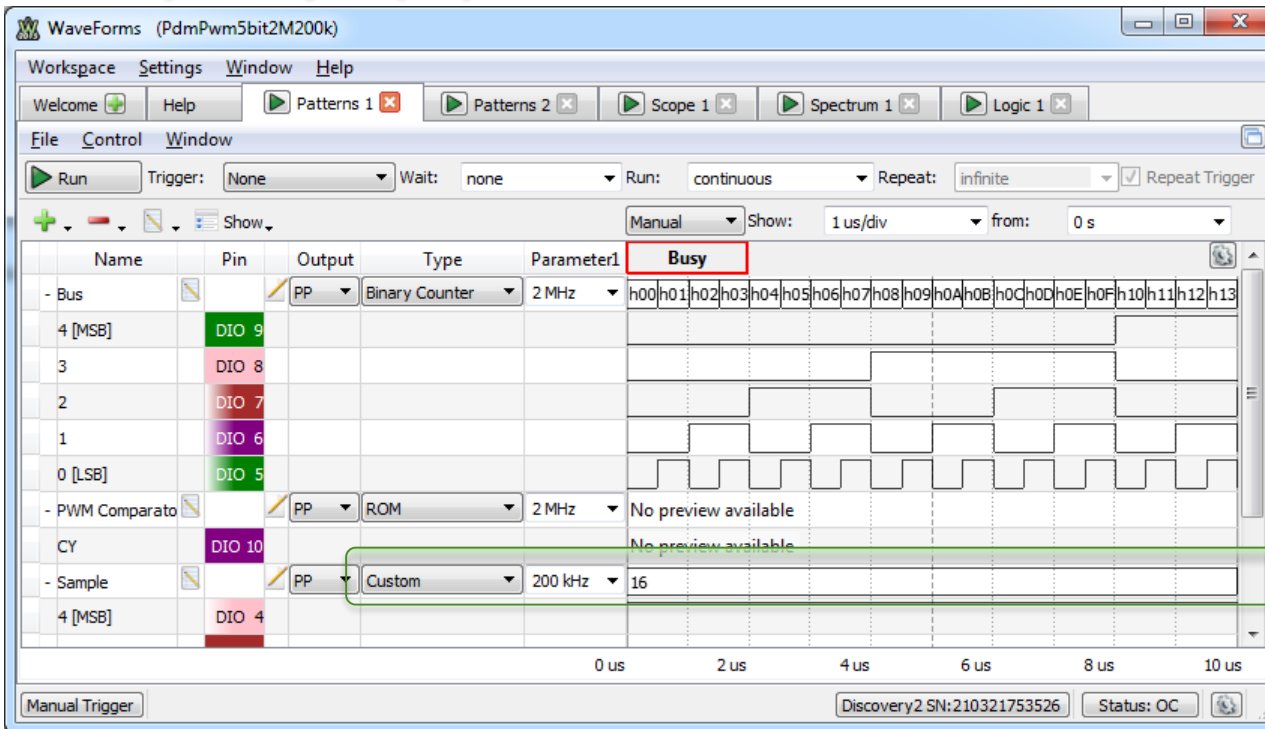 WaveForms (PdmPwm5bit2M200k)
Workspace Settings Window Help
Welcome Help Patterns 1 Patterns 2 Scope 1 Spectrum 1 Logic 1
File Control Window
Run Trigger: None Wait: none Run: continuous Repeat: infinite Repeat Trigger
Show Manual Show: 1 us/div from: 0 s
Name Pin Output Type Parameter1 Busy
- Bus PP Binary Counter 2 MHz h00 h01 h02 h03 h04 h05 h06 h07 h08 h09 h0A h0B h0C h0D h0E h0F h10 h11 h12 h13
4 [MSB] DIO 9
3 DIO 8
2 DIO 7
1 DIO 6
0 [LSB] DIO 5
- PWM Comparato PP ROM 2 MHz No preview available
CY DIO 10 No preview available
- Sample PP Custom 200 kHz 16
4 [MSB] DIO 4
0 us 2 us 4 us 6 us 8 us 10 us
Manual Trigger Discovery2 SN:210321753526 Status: OC